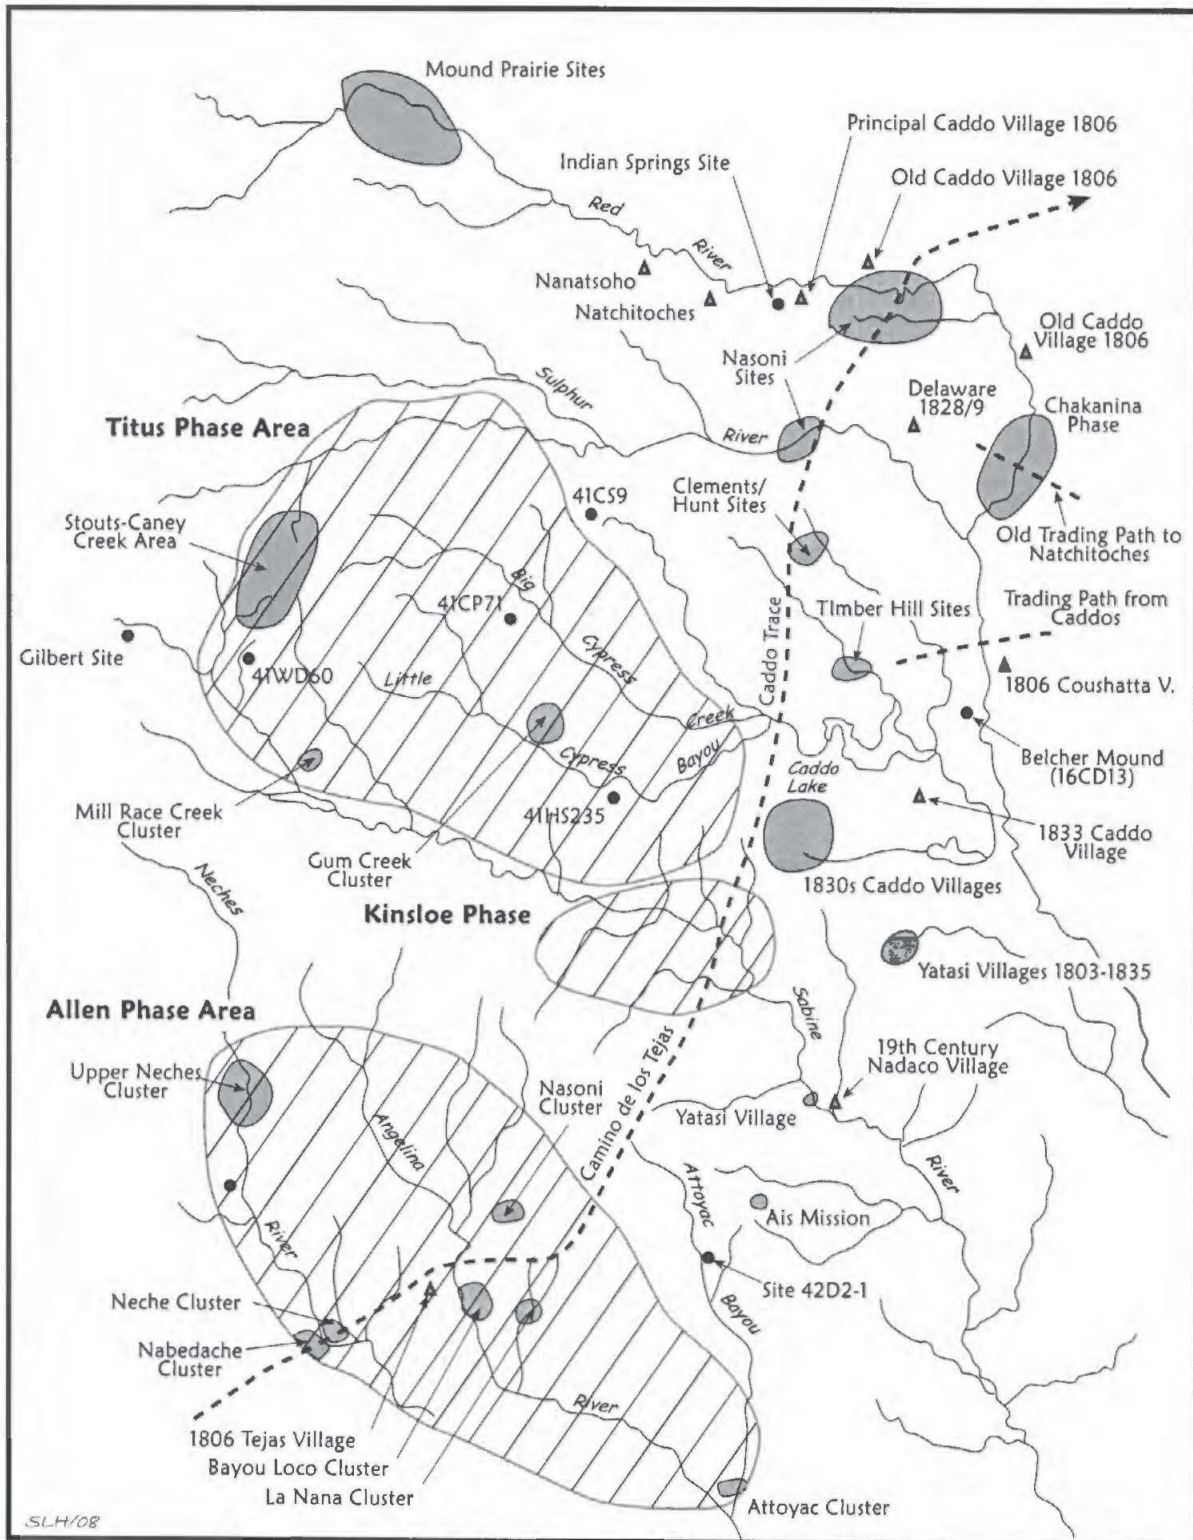 Mound Prairie Sites
Principal Caddo Village 1806
Indian Springs Site
Old Caddo Village 1806
Red
River
Nanatsoho
Natchitoches
Nasoni
Sites
Old Caddo
Village 1806
Delaware
1828/9
Chakanina
Phase
Sulphur
River
Titus Phase Area
41CS9
Clements/
Hunt Sites
Stouts-Caney
Creek Area
Old Trading Path to
Natchitoches
Big
41CP71
TImber Hill Sites
Trading Path from
Caddos
Caddo Trace
Gilbert Site
41WD60
Little
Cypress
Creek
1806 Coushatta V.
Cypress
Bayou
Caddo
Lake
Belcher Mound
(16CD13)
Mill Race Creek
Cluster
41HS235
1833 Caddo
Village
Gum Creek
Cluster
Neches
1830s Caddo Villages
Kinsloe Phase
Yatasi Villages 1803-1835
Allen Phase Area
Sabine
Upper Neches
Cluster
Nasoni
Cluster
Camino de los Tejas
19th Century
Nadaco Village
Yatasi Village
Angelina
Attoyac
River
River
Ais Mission
Site 42D2-1
Neche Cluster
Bayou
Nabedache
Cluster
River
1806 Tejas Village
Bayou Loco Cluster
La Nana Cluster
Attoyac Cluster
SLH/08